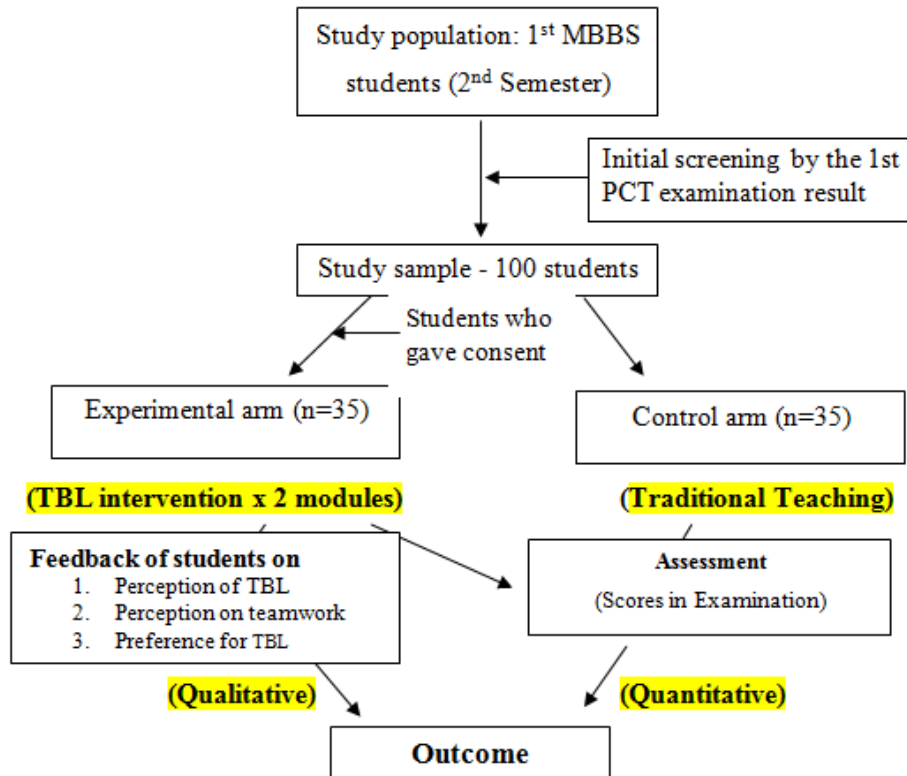 Study population: 1st MBBS
students (2nd Semester)
Initial screening by the 1st
PCT examination result
Study sample - 100 students
Students who
gave consent
Experimental arm (n=35)
Control arm (n=35)
(TBL intervention x 2 modules)
(Traditional Teaching)
Feedback of students on
1. Perception of TBL
2. Perception on teamwork
3. Preference for TBL
Assessment
(Scores in Examination)
(Qualitative)
(Quantitative)
Outcome